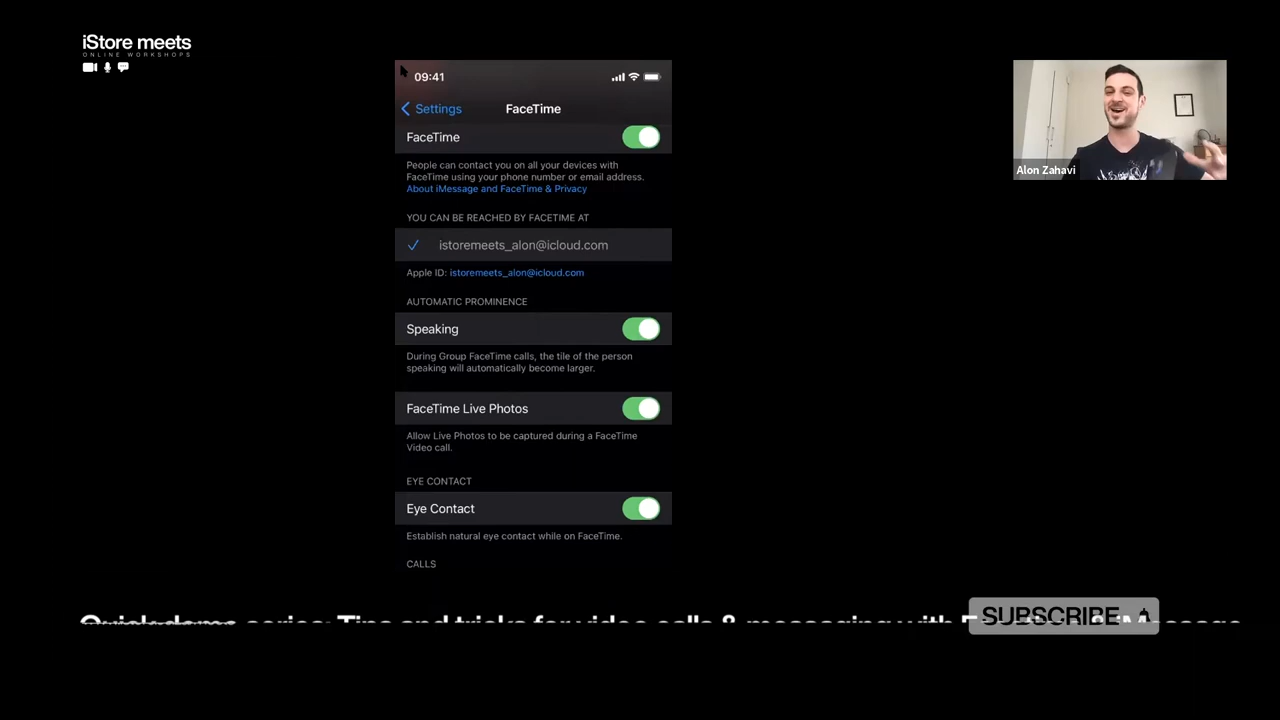 iStore meets
ONLINE WORKSHOPS
09:41
Settings
FaceTime
FaceTime
People can contact you on all your devices with
FaceTime using your phone number or email address.
About iMessage and FaceTime & Privacy
YOU CAN BE REACHED BY FACETIME AT
istoremeets_alon@icloud.com
Apple ID: istoremeets_alon@icloud.com
AUTOMATIC PROMINENCE
Speaking
During Group FaceTime calls, the tile of the person
speaking will automatically become larger.
FaceTime Live Photos
Allow Live Photos to be captured during a FaceTime
Video call.
EYE CONTACT
Eye Contact
Establish natural eye contact while on FaceTime.
CALLS
Alon Zahavi
series: Tips and tricks for video calls & messaging with
SUBSCRIBE